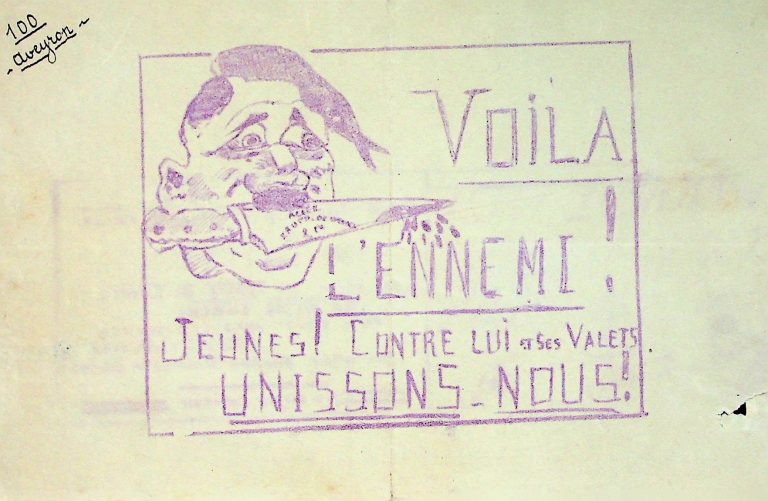 100
Aveyron
VOILA
L'ENNEMI !
JEUNES! CONTRE LUI ET SES VALETS
UNISSONS-NOUS!